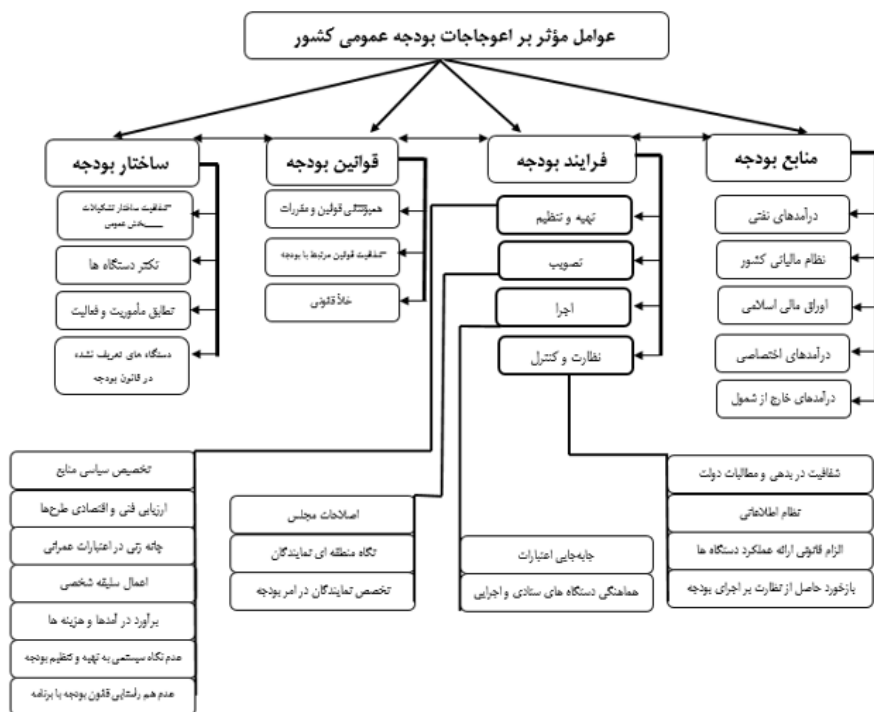 عوامل مؤثر بر اعوجاجات بودجه عمومی کشور
منابع بودجه
درآمدهای نفتی
نظام مالیاتی کشور
اوراق مالی اسلامی
درآمدهای اختصاصی
درآمدهای خارج از شمول
فرایند بودجه
تهیه و تنظیم
تصویب
اجرا
نظارت و کنترل
قوانین بودجه
همپوشانی قوانین و مقررات
شفافیت قوانین مرتبط با بودجه
خلأ قانونی
ساختار بودجه
شفافیت ساختار تشکیلات
بخش عمومی
تکثر دستگاه ها
تطابق مأموریت و فعالیت
دستگاه های تعریف نشده
در قانون بودجه
شفافیت در بدهی و مطالبات دولت
نظام اطلاعاتی
الزام قانونی ارائه عملکرد دستگاه ها
بازخورد حاصل از نظارت بر اجرای بودجه
جابه‌جایی اعتبارات
هماهنگی دستگاه های ستادی و اجرایی
اصلاحات مجلس
نگاه منطقه ای نمایندگان
تخصص نمایندگان در امر بودجه
تخصیص سیاسی منابع
ارزیابی فنی و اقتصادی طرح‌ها
چانه زنی در اعتبارات عمرانی
اعمال سلیقه شخصی
برآورد در آمدها و هزینه ها
عدم نگاه سیستمی به تهیه و تنظیم بودجه
عدم هم راستایی قانون بودجه با برنامه